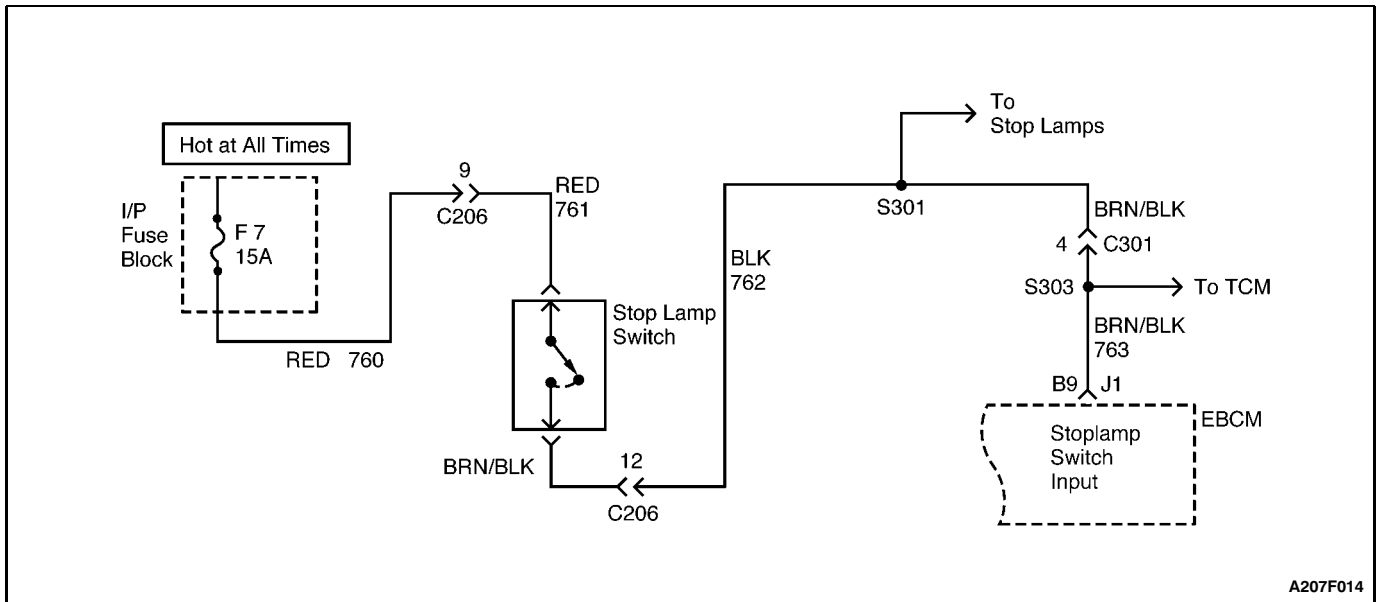 To
Stop Lamps
Hot at All Times
9
C206
RED
761
I/P
Fuse
Block
F 7
15A
S301
BRN/BLK
4 C301
BLK
762
S303
To TCM
Stop Lamp
Switch
BRN/BLK
763
RED 760
B9 J1
EBCM
Stoplamp
Switch
Input
BRN/BLK
12
C206
A207F014